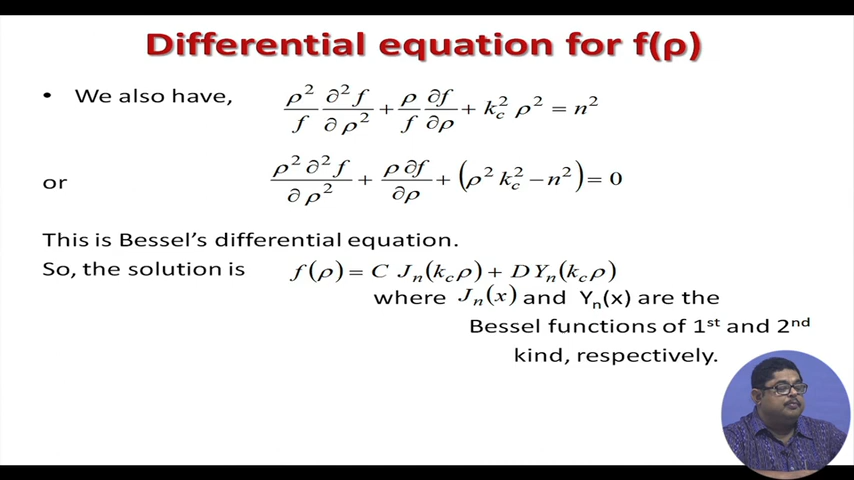 Differential equation for f(ρ)
• We also have, ρ²/f ∂²f/∂ρ² + ρ/f ∂f/∂ρ + k_c² ρ² = n²
or ρ² ∂²f/∂ρ² + ρ ∂f/∂ρ + (ρ² k_c² − n²) = 0
This is Bessel's differential equation.
So, the solution is f(ρ) = C J_n(k_cρ) + D Y_n(k_cρ)
where J_n(x) and Y_n(x) are the
Bessel functions of 1st and 2nd
kind, respectively.